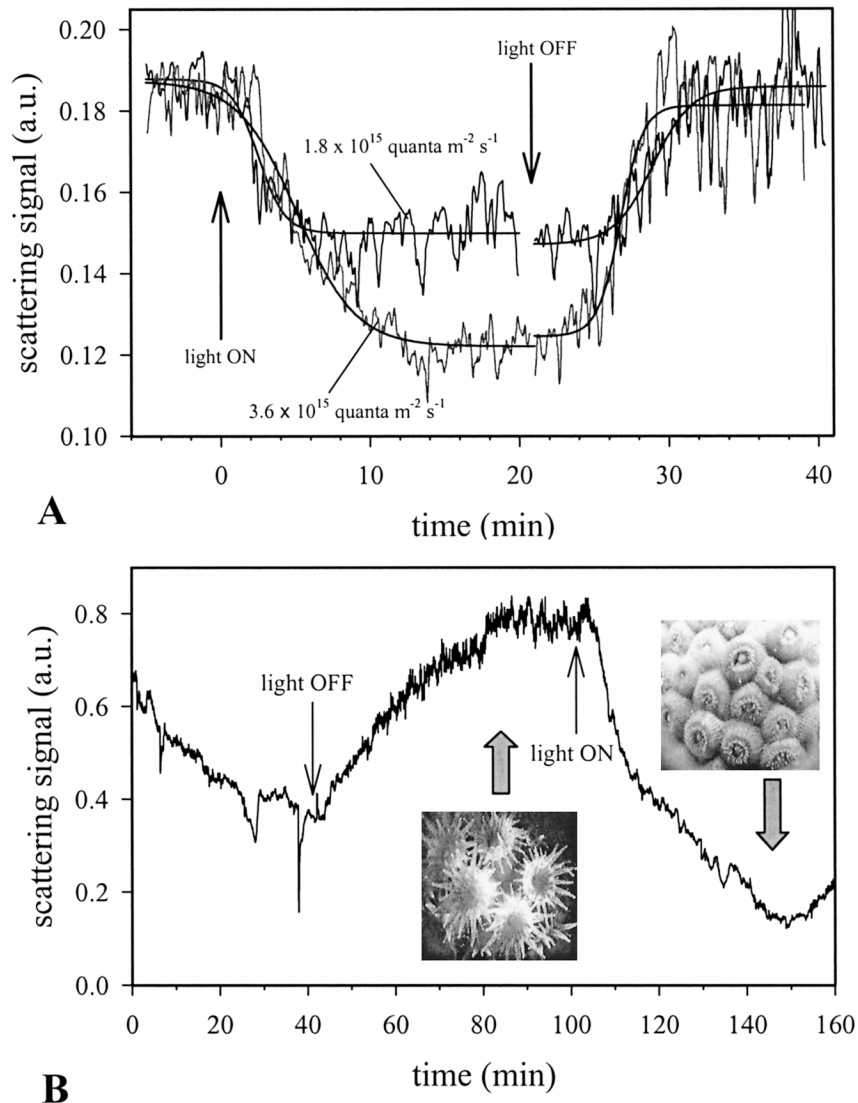 0.20
light OFF
0.18
1.8 x 10^15 quanta m^-2 s^-1
0.16
0.14
light ON
0.12
3.6 x 10^15 quanta m^-2 s^-1
0.10
scattering signal (a.u.)
0 10 20 30 40
A
time (min)
0.8
light OFF
0.6
light ON
0.4
0.2
0.0
scattering signal (a.u.)
0 20 40 60 80 100 120 140 160
time (min)
B